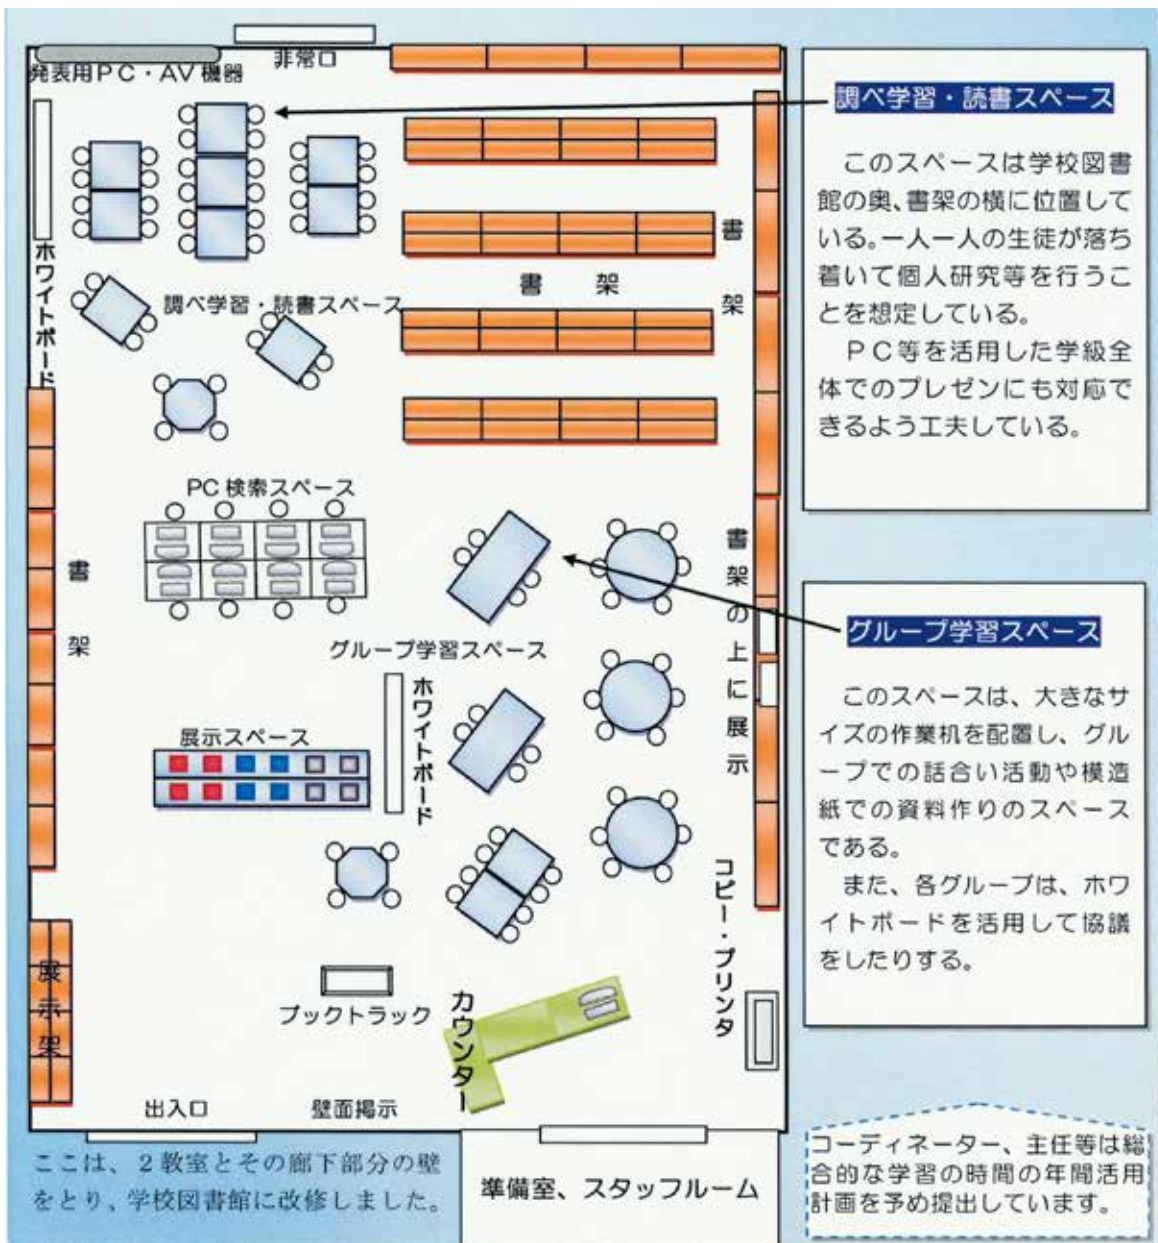 非常口
発表用ＰＣ・ＡＶ機器
ホワイトボード
調べ学習・読書スペース
書架
書架
PC検索スペース
書架
グループ学習スペース
ホワイトボード
書架の上に展示
展示スペース
コピー・プリンタ
展示架
ブックトラック
カウンター
出入口
壁面掲示
準備室、スタッフルーム
ここは、２教室とその廊下部分の壁
をとり、学校図書館に改修しました。
調べ学習・読書スペース
このスペースは学校図書
館の奥、書架の横に位置して
いる。一人一人の生徒が落ち
着いて個人研究等を行うこ
とを想定している。
ＰＣ等を活用した学級全
体でのプレゼンにも対応で
きるよう工夫している。
グループ学習スペース
このスペースは、大きなサ
イズの作業机を配置し、グル
ープでの話合い活動や模造
紙での資料作りのスペース
である。
また、各グループは、ホワ
イトボードを活用して協議
をしたりする。
コーディネーター、主任等は総
合的な学習の時間の年間活用
計画を予め提出しています。